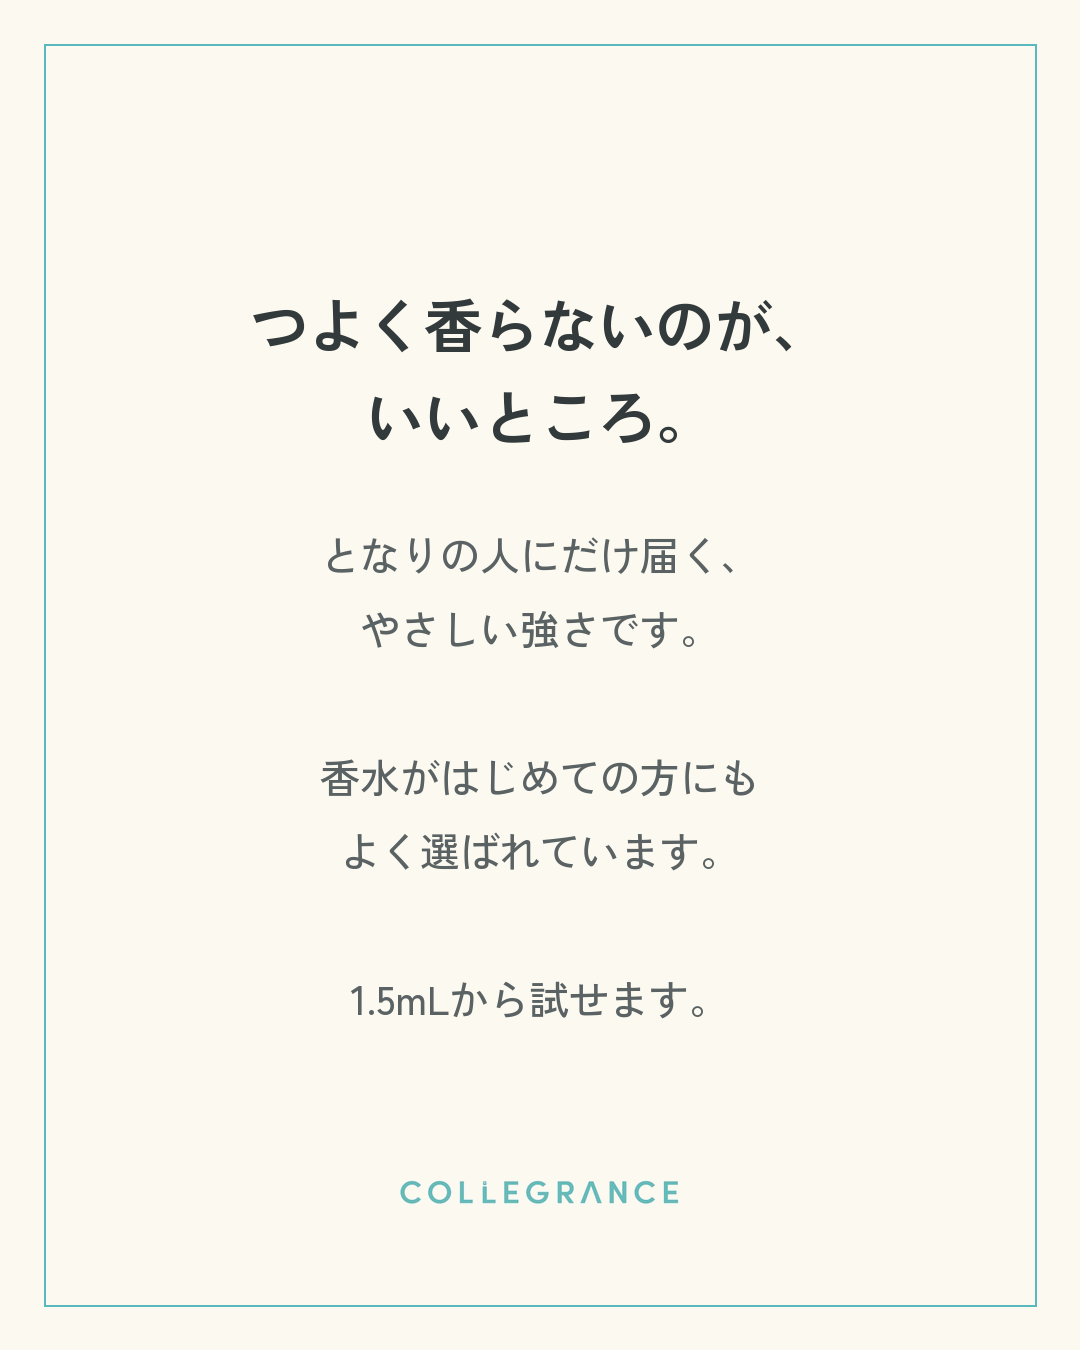 つよく香らないのが、
いいところ。
となりの人にだけ届く、
やさしい強さです。
香水がはじめての方にも
よく選ばれています。
1.5mLから試せます。
COLLEGRANCE